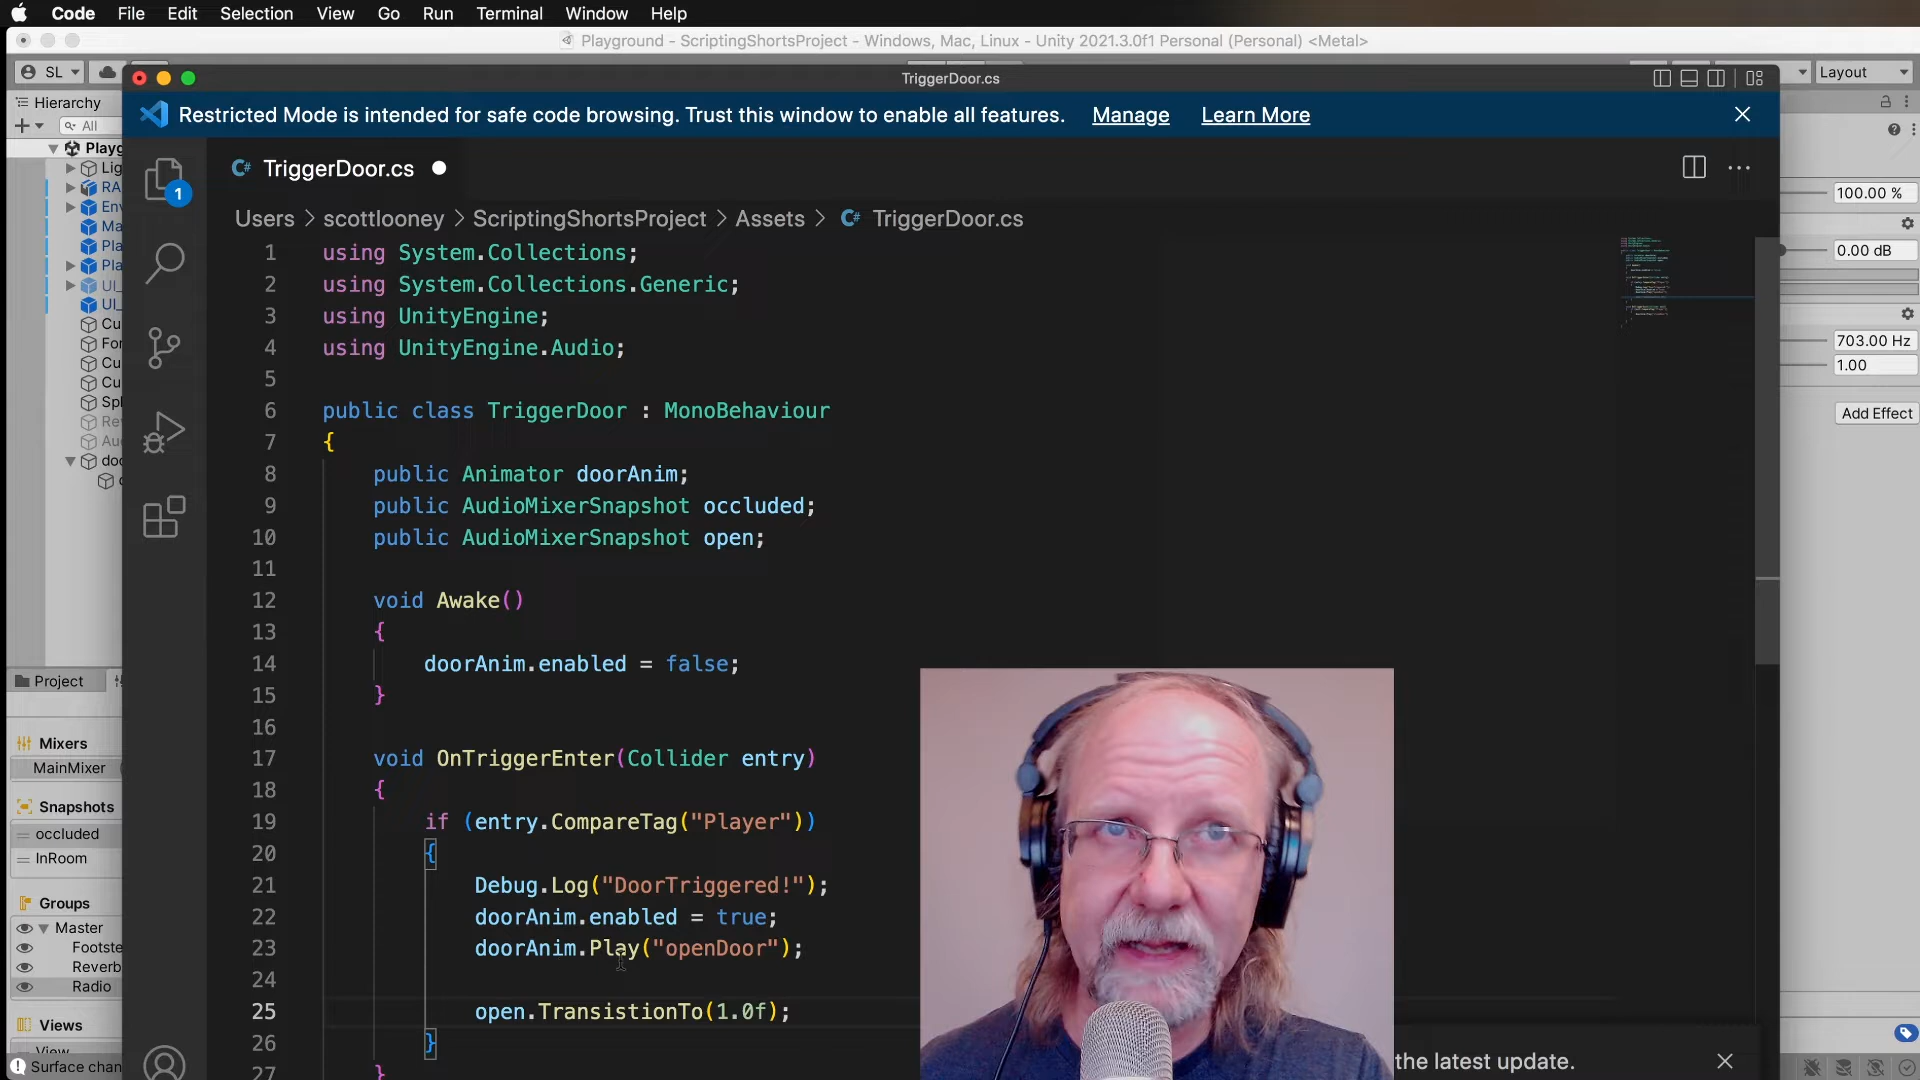 Code File Edit Selection View Go Run Terminal Window Help
Playground - ScriptingShortsProject - Windows, Mac, Linux - Unity 2021.3.0f1 Personal (Personal) <Metal>
SL
TriggerDoor.cs
Layout
Hierarchy
Restricted Mode is intended for safe code browsing. Trust this window to enable all features. Manage Learn More
All
TriggerDoor.cs
1
Users > scottlooney > ScriptingShortsProject > Assets > TriggerDoor.cs
100.00 %
0.00 dB
703.00 Hz
1.00
Add Effect
1 using System.Collections;
2 using System.Collections.Generic;
3 using UnityEngine;
4 using UnityEngine.Audio;
5
6 public class TriggerDoor : MonoBehaviour
7 {
8 public Animator doorAnim;
9 public AudioMixerSnapshot occluded;
10 public AudioMixerSnapshot open;
11
12 void Awake()
13 {
14 doorAnim.enabled = false;
15 }
16
17 void OnTriggerEnter(Collider entry)
18 {
19 if (entry.CompareTag("Player"))
20 {
21 Debug.Log("DoorTriggered!");
22 doorAnim.enabled = true;
23 doorAnim.Play("openDoor");
24
25 open.TransistionTo(1.0f);
26 }
27 }
Project
Mixers
MainMixer
Snapshots
occluded
InRoom
Groups
Master
Footste
Reverb
Radio
Views
View
Surface chan
the latest update.